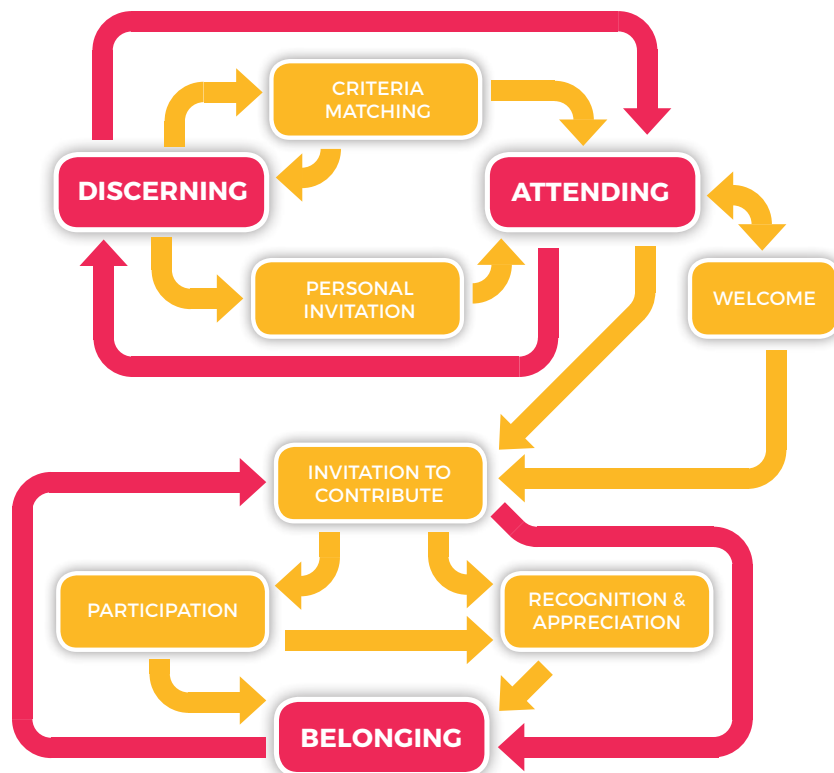 CRITERIA
MATCHING
DISCERNING
ATTENDING
PERSONAL
INVITATION
WELCOME
INVITATION TO
CONTRIBUTE
PARTICIPATION
RECOGNITION &
APPRECIATION
BELONGING